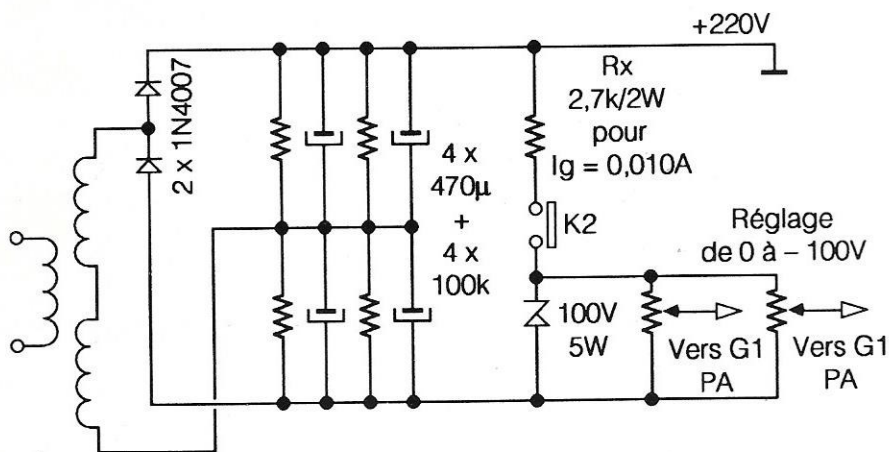 +220V
2 x 1N4007
Rx
2,7k/2W
pour
Ig = 0,010A
4 x
470µ
+
4 x
100k
K2
Réglage
de 0 à – 100V
100V
5W
Vers G1
PA
Vers G1
PA